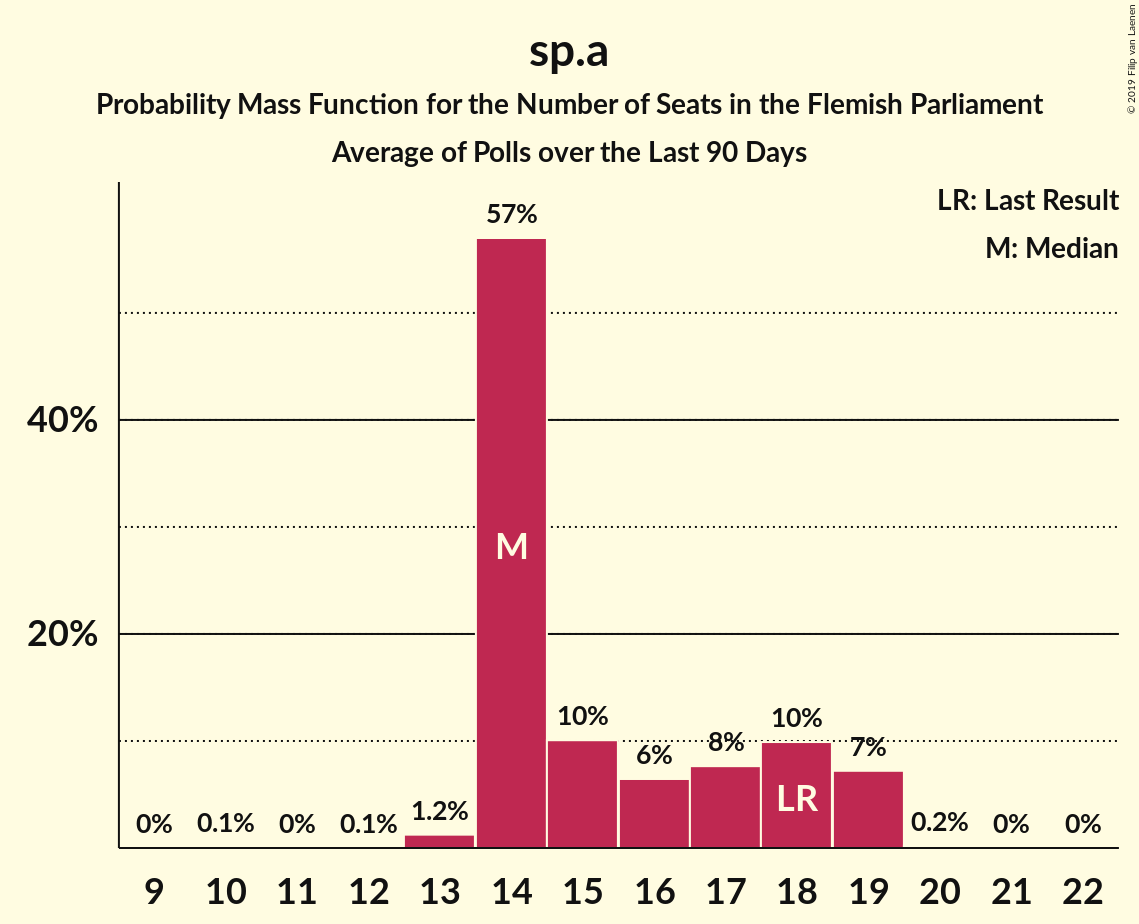 sp.a
Probability Mass Function for the Number of Seats in the Flemish Parliament
Average of Polls over the Last 90 Days
© 2019 Filip van Laenen
LR: Last Result
M: Median
57%
40%
M
20%
10%
6%
8%
10%
7%
LR
0%
0.1%
0%
0.1%
1.2%
0.2%
0%
0%
9 10 11 12 13 14 15 16 17 18 19 20 21 22